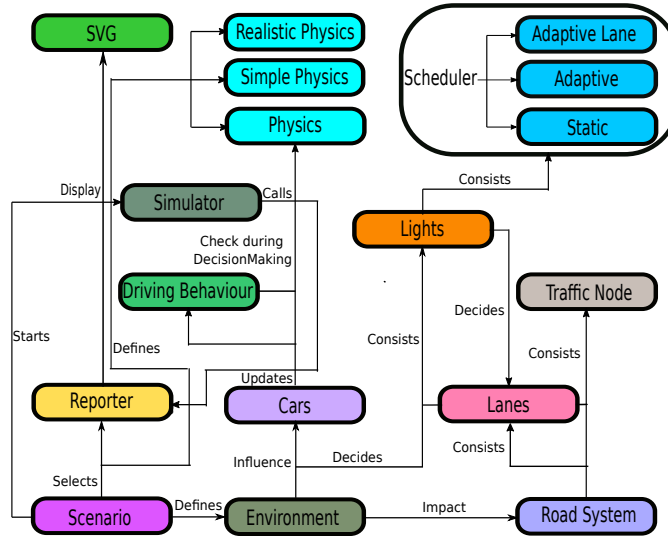 SVG
Realistic Physics
Simple Physics
Physics
Scheduler
Adaptive Lane
Adaptive
Static
Display
Simulator
Calls
Consists
Lights
Check during
DecisionMaking
Driving Behaviour
Traffic Node
Starts
Defines
Consists
Decides
Consists
Updates
Reporter
Cars
Lanes
Selects
Influence
Decides
Consists
Scenario
Defines
Environment
Impact
Road System